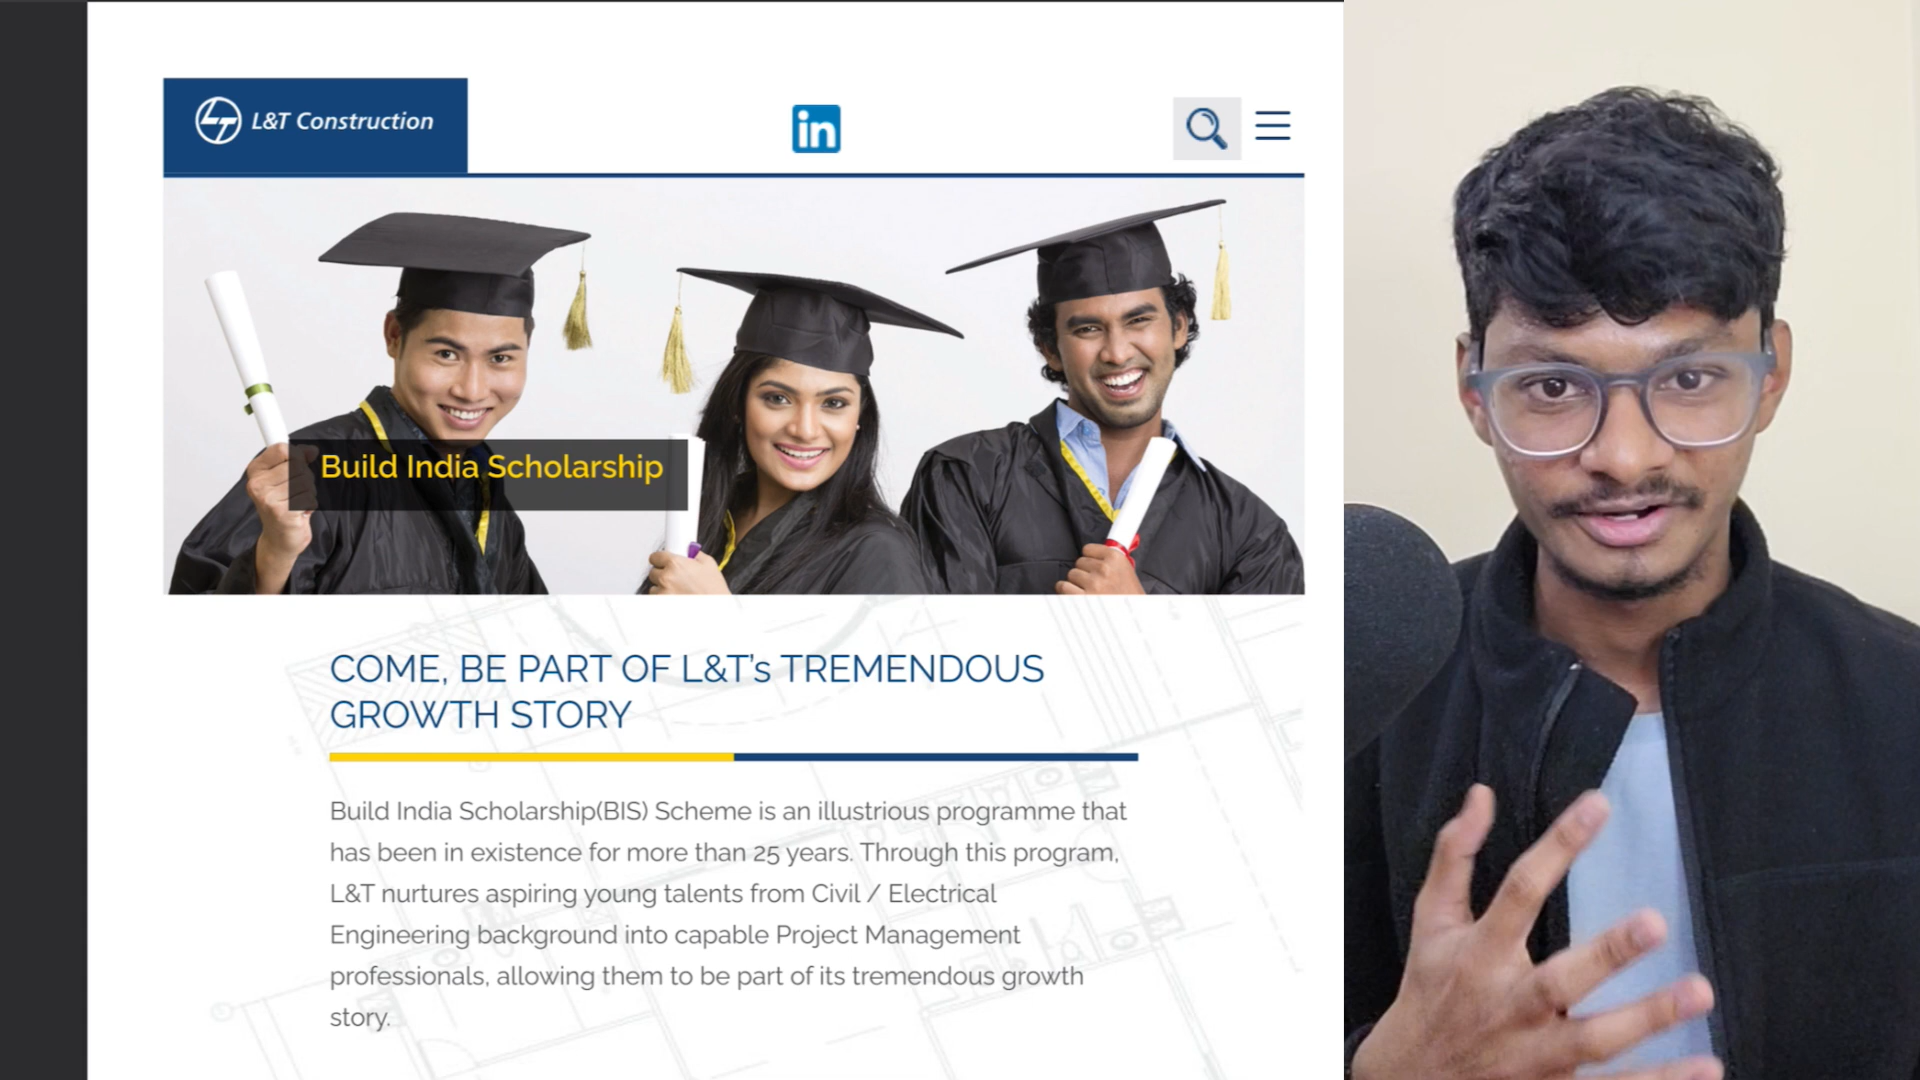 L&T Construction
in
Build India Scholarship
COME, BE PART OF L&T's TREMENDOUS
GROWTH STORY
Build India Scholarship(BIS) Scheme is an illustrious programme that
has been in existence for more than 25 years. Through this program,
L&T nurtures aspiring young talents from Civil / Electrical
Engineering background into capable Project Management
professionals, allowing them to be part of its tremendous growth
story.